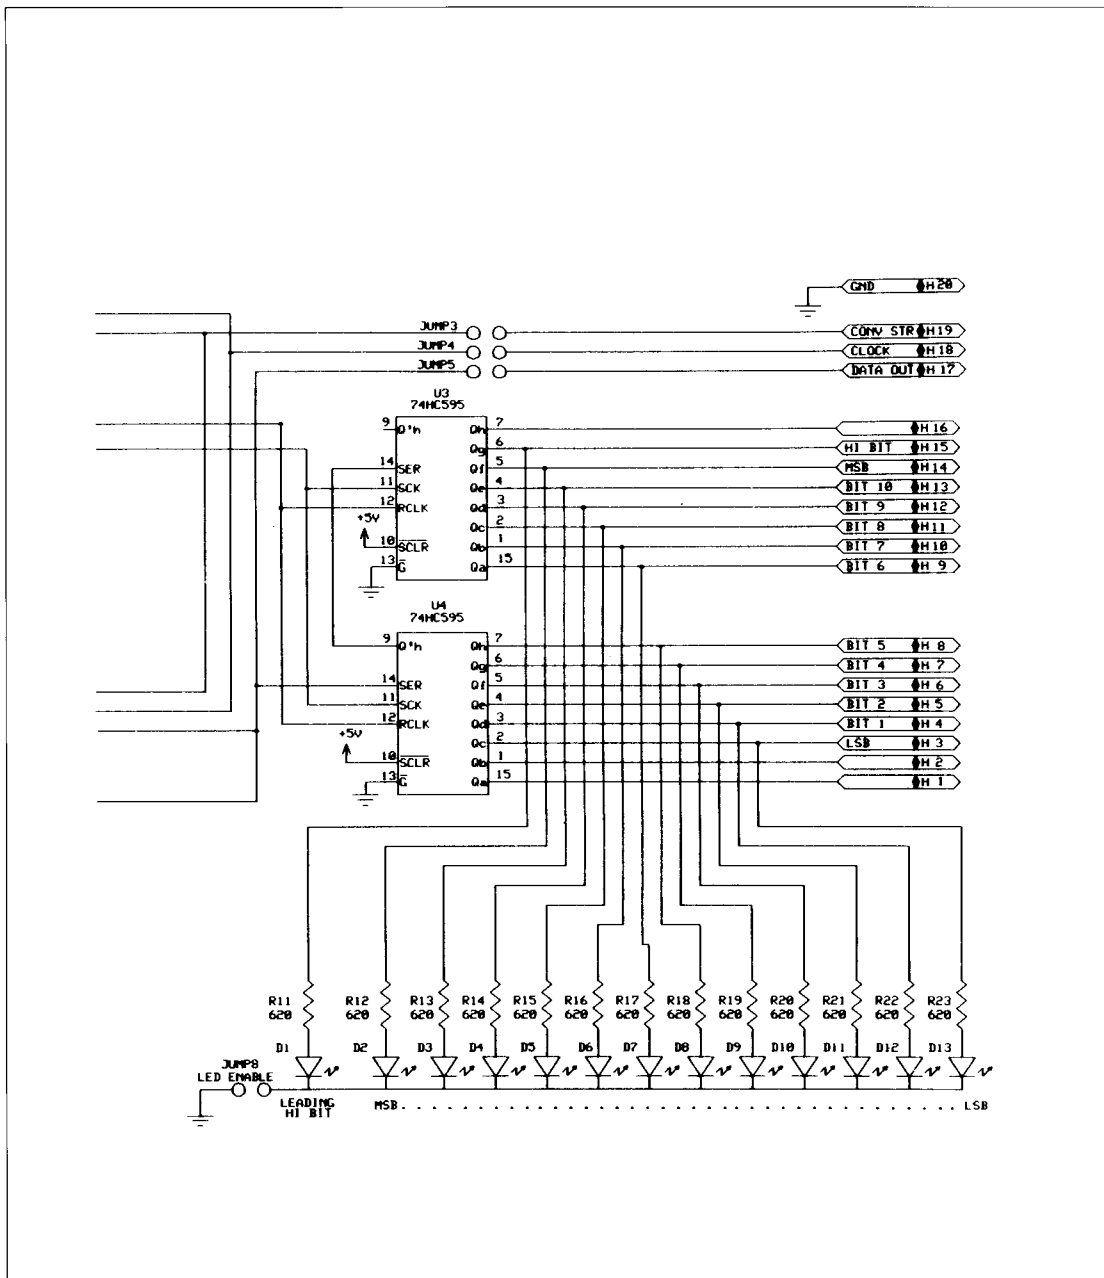 GND H20
JUMP3 CONV STR H19
JUMP4 CLOCK H18
JUMP5 DATA OUT H17
U3
74HC595
9 Q'h Qh 7 H16
Qg 6 HI BIT H15
14 SER Qf 5 MSB H14
11 SCK Qe 4 BIT 10 H13
12 RCLK Qd 3 BIT 9 H12
+5V Qc 2 BIT 8 H11
10 SCLR Qb 1 BIT 7 H10
13 G Qa 15 BIT 6 H 9
U4
74HC595
9 Q'h Qh 7 BIT 5 H 8
Qg 6 BIT 4 H 7
14 SER Qf 5 BIT 3 H 6
11 SCK Qe 4 BIT 2 H 5
12 RCLK Qd 3 BIT 1 H 4
+5V Qc 2 LSB H 3
10 SCLR Qb 1 H 2
13 G Qa 15 H 1
R11 R12 R13 R14 R15 R16 R17 R18 R19 R20 R21 R22 R23
620 620 620 620 620 620 620 620 620 620 620 620 620
D1 D2 D3 D4 D5 D6 D7 D8 D9 D10 D11 D12 D13
JUMP8
LED ENABLE
LEADING
HI BIT
MSB. . . . . . . . . . . . . . . . . . . . . . . . . . . . . . . . . . . . . . . . LSB